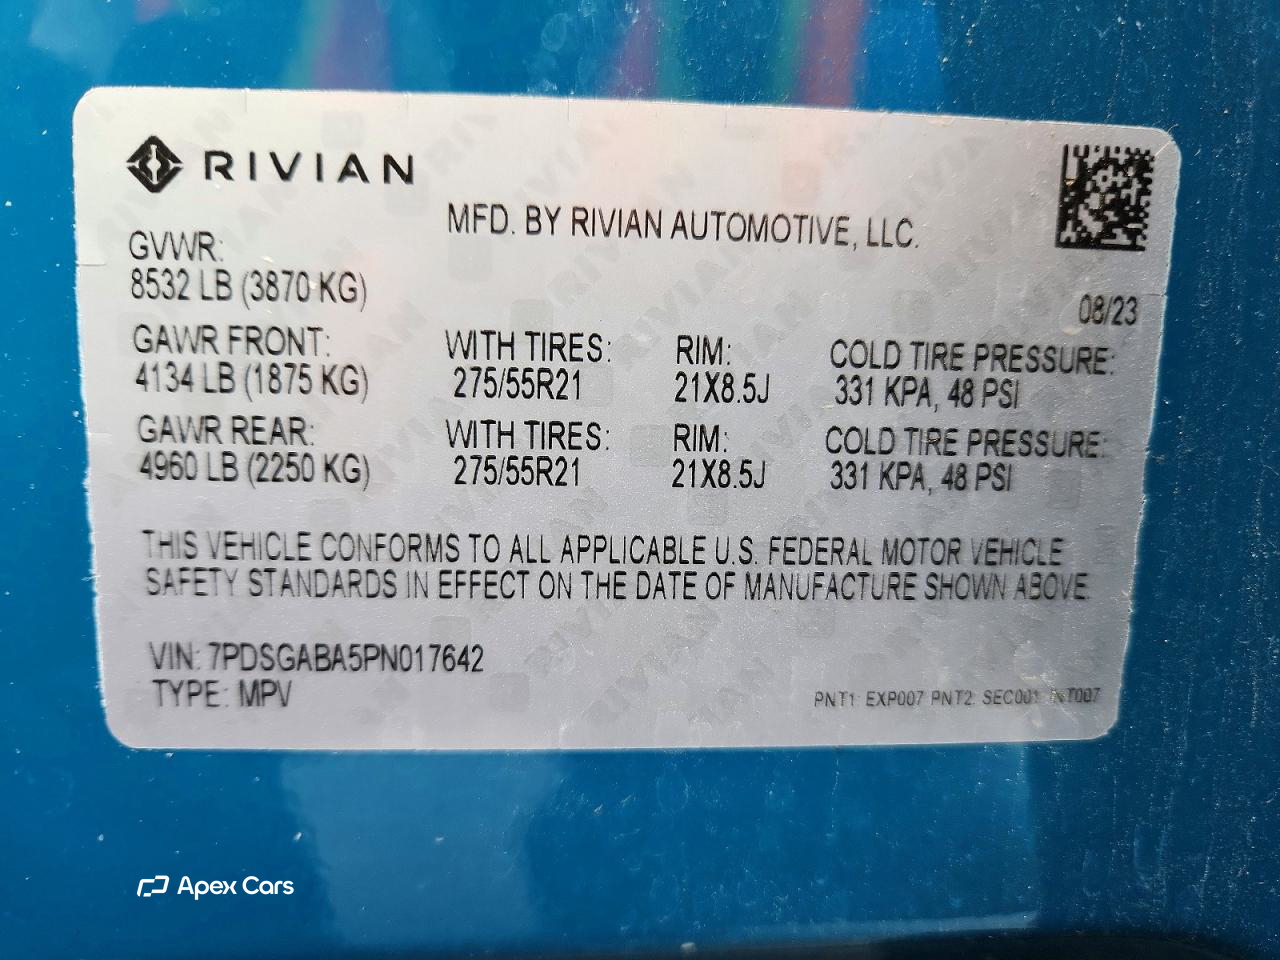 RIVIAN
MFD. BY RIVIAN AUTOMOTIVE, LLC.
GVWR:
8532 LB (3870 KG)
08/23
GAWR FRONT: WITH TIRES: RIM: COLD TIRE PRESSURE:
4134 LB (1875 KG) 275/55R21 21X8.5J 331 KPA, 48 PSI
GAWR REAR: WITH TIRES: RIM: COLD TIRE PRESSURE:
4960 LB (2250 KG) 275/55R21 21X8.5J 331 KPA, 48 PSI
THIS VEHICLE CONFORMS TO ALL APPLICABLE U.S. FEDERAL MOTOR VEHICLE
SAFETY STANDARDS IN EFFECT ON THE DATE OF MANUFACTURE SHOWN ABOVE.
VIN: 7PDSGABA5PN017642
TYPE: MPV
PNT1: EXP007 PNT2: SEC001 INT007
Apex Cars